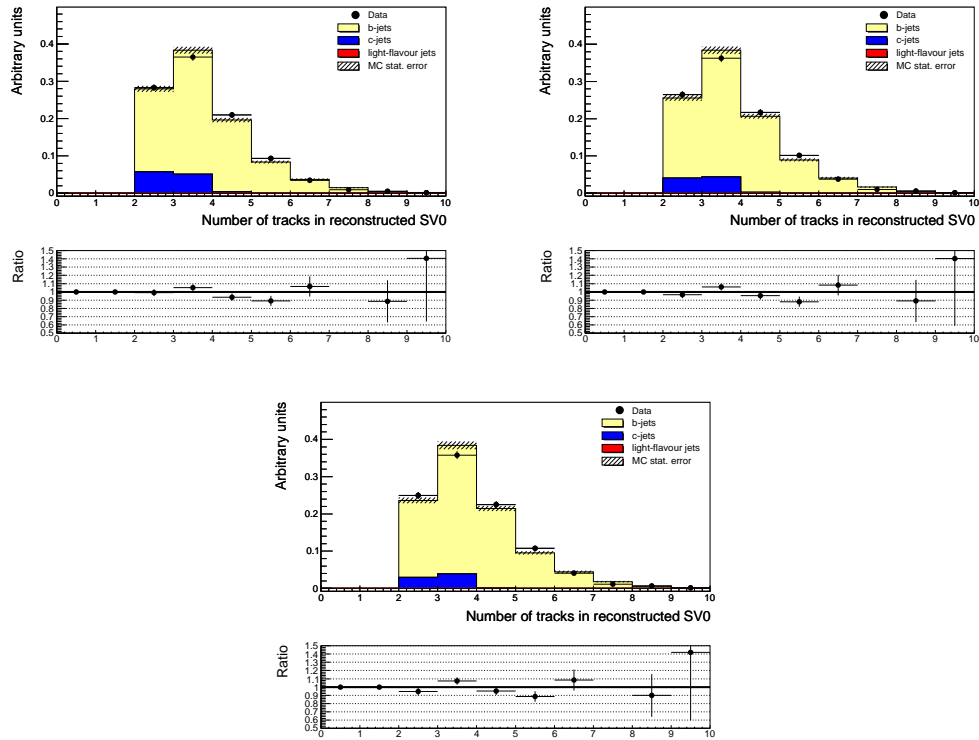 Arbitrary units
Data
b-jets
c-jets
light-flavour jets
MC stat. error
0.4
0.3
0.2
0.1
0
0 1 2 3 4 5 6 7 8 9 10
Number of tracks in reconstructed SV0
Ratio
1.5
1.4
1.3
1.2
1.1
1
0.9
0.8
0.7
0.6
0.5
0 1 2 3 4 5 6 7 8 9 10
Arbitrary units
Data
b-jets
c-jets
light-flavour jets
MC stat. error
0.4
0.3
0.2
0.1
0
0 1 2 3 4 5 6 7 8 9 10
Number of tracks in reconstructed SV0
Ratio
1.5
1.4
1.3
1.2
1.1
1
0.9
0.8
0.7
0.6
0.5
0 1 2 3 4 5 6 7 8 9 10
Arbitrary units
Data
b-jets
c-jets
light-flavour jets
MC stat. error
0.4
0.3
0.2
0.1
0
0 1 2 3 4 5 6 7 8 9 10
Number of tracks in reconstructed SV0
Ratio
1.5
1.4
1.3
1.2
1.1
1
0.9
0.8
0.7
0.6
0.5
0 1 2 3 4 5 6 7 8 9 10